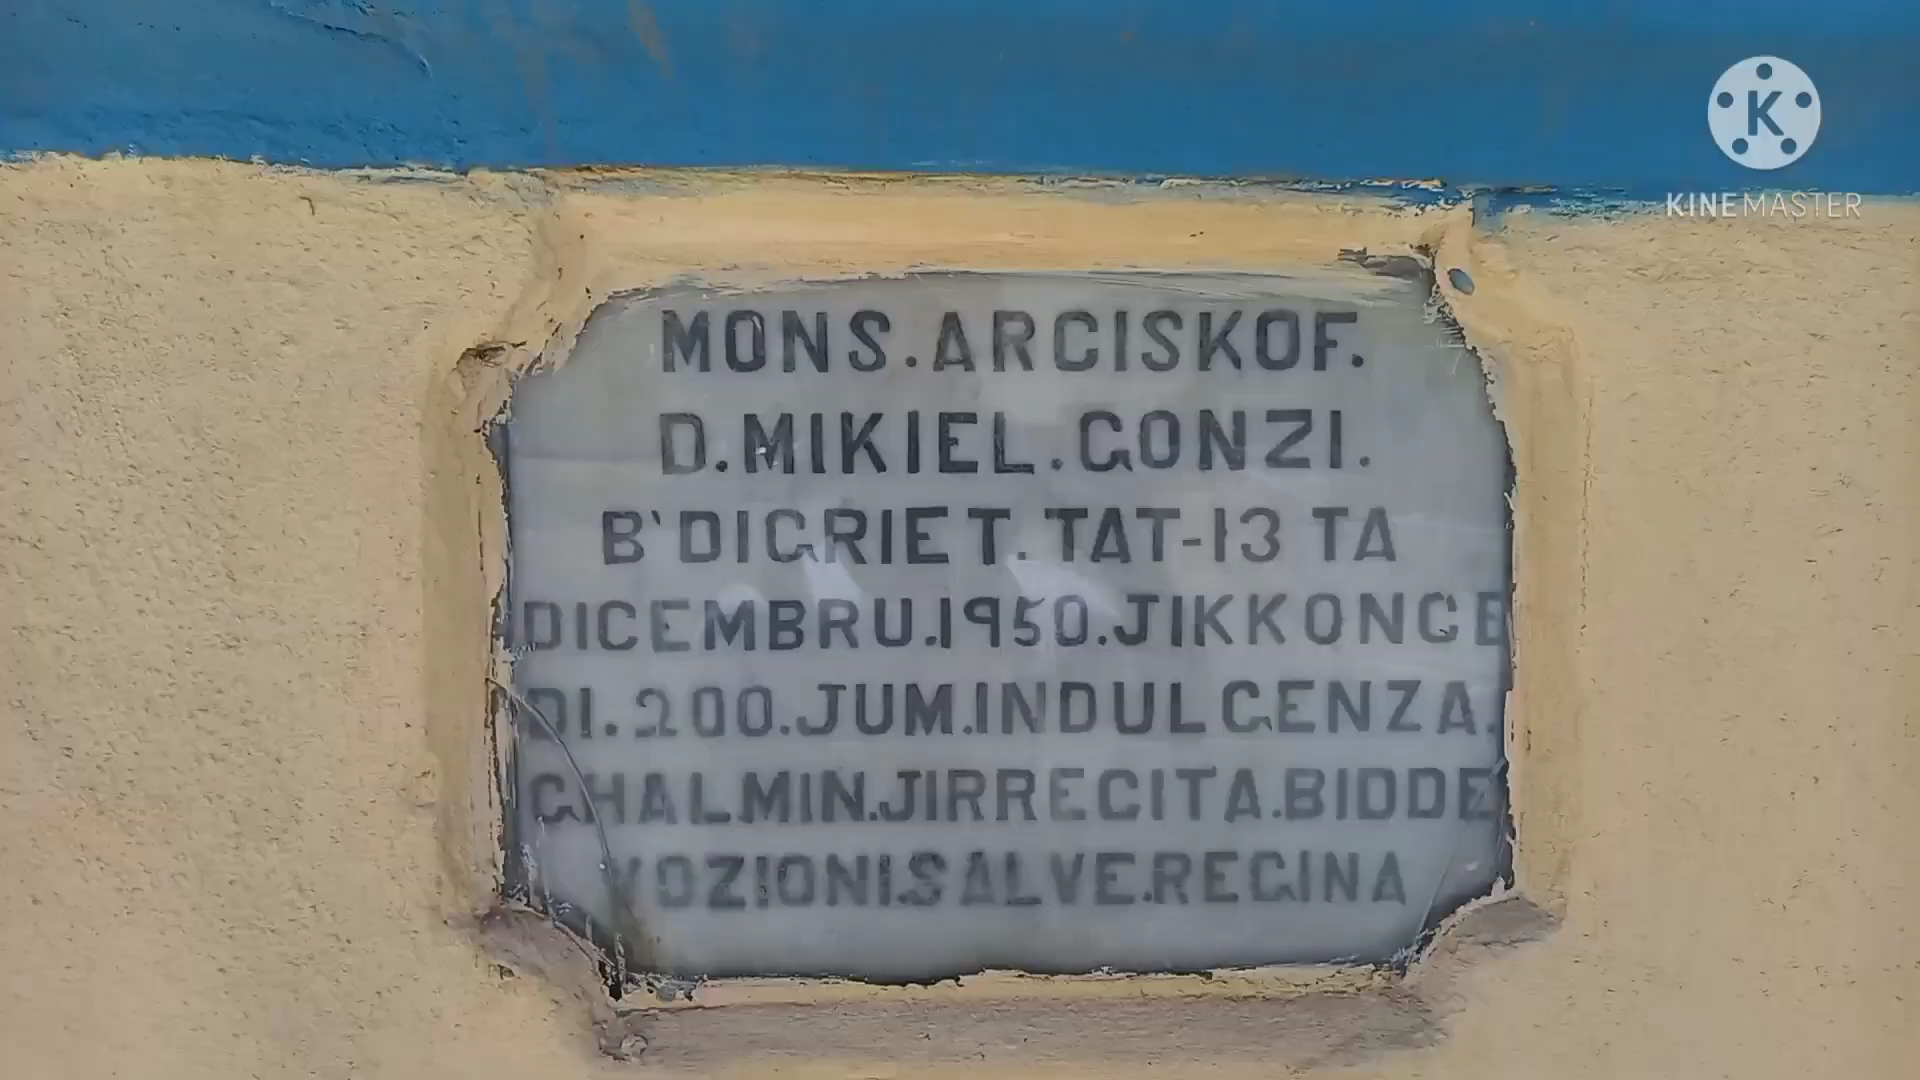 MONS.ARCISKOF.
D.MIKIEL.GONZI.
B'DIGRIET.TAT-13 TA
DICEMBRU.1950.JIKKONCE
DI.200.JUM.INDULGENZA.
GHALMIN.JIRRECITA.BIDDE
VOZIONI.SALVE.REGINA
K
KINEMASTER